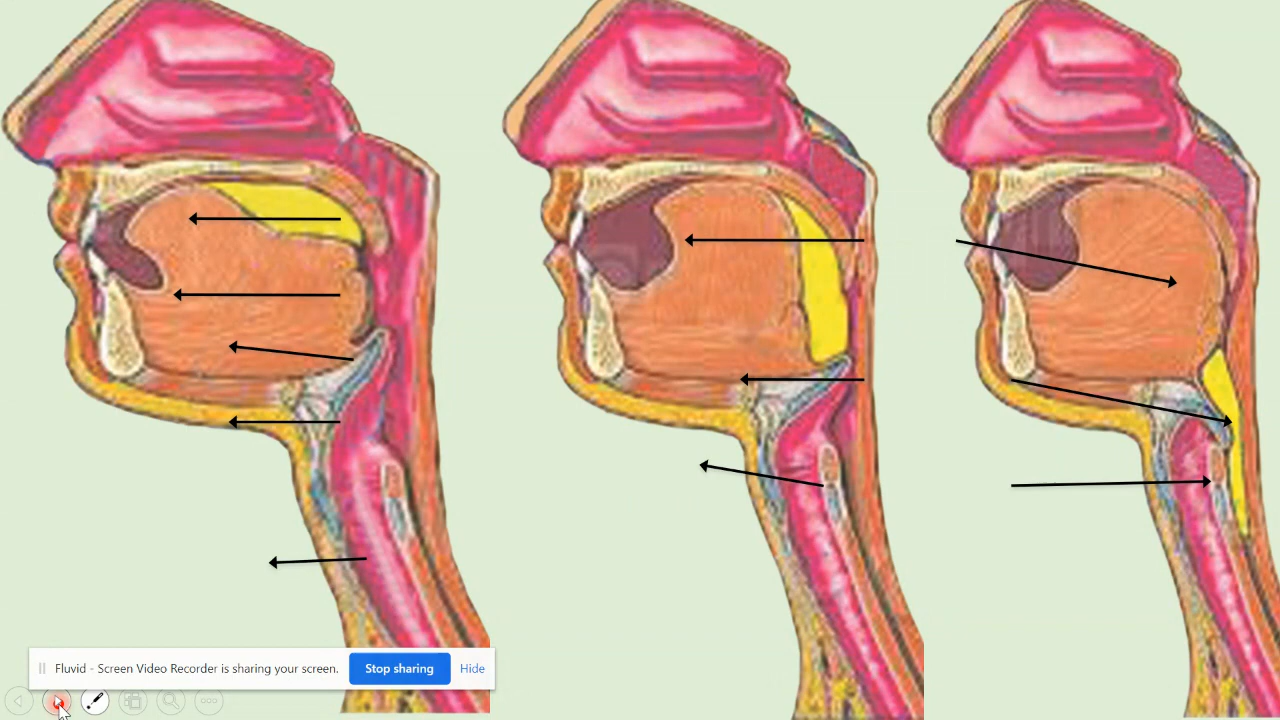 Fluvid - Screen Video Recorder is sharing your screen.
Stop sharing
Hide